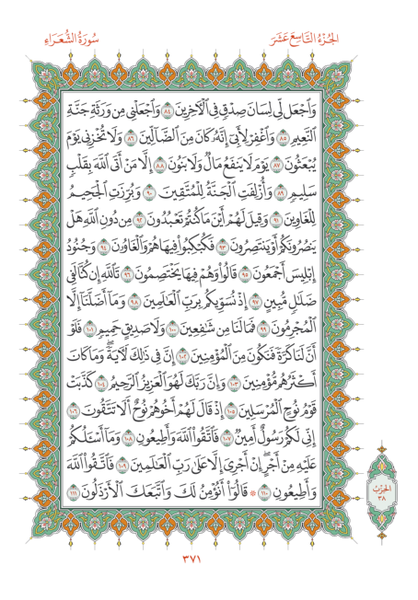 الجزء التاسع عشر
سورة الشعراء
وَٱجْعَل لِّي لِسَانَ صِدْقٍ فِي ٱلْأَخِرِينَ ٨٤ وَٱجْعَلْنِي مِن وَرَثَةِ جَنَّةِ
ٱلنَّعِيمِ ٨٥ وَٱغْفِرْ لِأَبِيٓ إِنَّهُۥ كَانَ مِنَ ٱلضَّآلِّينَ ٨٦ وَلَا تُخْزِنِي يَوْمَ
يُبْعَثُونَ ٨٧ يَوْمَ لَا يَنفَعُ مَالٌ وَلَا بَنُونَ ٨٨ إِلَّا مَنْ أَتَى ٱللَّهَ بِقَلْبٍ
سَلِيمٍ ٨٩ وَأُزْلِفَتِ ٱلْجَنَّةُ لِلْمُتَّقِينَ ٩٠ وَبُرِّزَتِ ٱلْجَحِيمُ
لِلْغَاوِينَ ٩١ وَقِيلَ لَهُمْ أَيْنَ مَا كُنتُمْ تَعْبُدُونَ ٩٢ مِن دُونِ ٱللَّهِ هَلْ
يَنصُرُونَكُمْ أَوْ يَنتَصِرُونَ ٩٣ فَكُبْكِبُوا۟ فِيهَا هُمْ وَٱلْغَاوُۥنَ ٩٤ وَجُنُودُ
إِبْلِيسَ أَجْمَعُونَ ٩٥ قَالُوا۟ وَهُمْ فِيهَا يَخْتَصِمُونَ ٩٦ تَٱللَّهِ إِن كُنَّا لَفِي
ضَلَٰلٍ مُّبِينٍ ٩٧ إِذْ نُسَوِّيكُم بِرَبِّ ٱلْعَٰلَمِينَ ٩٨ وَمَآ أَضَلَّنَآ إِلَّا
ٱلْمُجْرِمُونَ ٩٩ فَمَا لَنَا مِن شَٰفِعِينَ ١٠٠ وَلَا صَدِيقٍ حَمِيمٍ ١٠١ فَلَوْ
أَنَّ لَنَا كَرَّةً فَنَكُونَ مِنَ ٱلْمُؤْمِنِينَ ١٠٢ إِنَّ فِي ذَٰلِكَ لَأٓيَةً ۖ وَمَا كَانَ
أَكْثَرُهُم مُّؤْمِنِينَ ١٠٣ وَإِنَّ رَبَّكَ لَهُوَ ٱلْعَزِيزُ ٱلرَّحِيمُ ١٠٤ كَذَّبَتْ
قَوْمُ نُوحٍ ٱلْمُرْسَلِينَ ١٠٥ إِذْ قَالَ لَهُمْ أَخُوهُمْ نُوحٌ أَلَا تَتَّقُونَ ١٠٦
إِنِّي لَكُمْ رَسُولٌ أَمِينٌ ١٠٧ فَٱتَّقُوا۟ ٱللَّهَ وَأَطِيعُونِ ١٠٨ وَمَآ أَسْـَٔلُكُمْ
عَلَيْهِ مِنْ أَجْرٍ ۖ إِنْ أَجْرِيَ إِلَّا عَلَىٰ رَبِّ ٱلْعَٰلَمِينَ ١٠٩ فَٱتَّقُوا۟ ٱللَّهَ
وَأَطِيعُونِ ١١٠ ۞ قَالُوٓا۟ أَنُؤْمِنُ لَكَ وَٱتَّبَعَكَ ٱلْأَرْذَلُونَ ١١١
الحزب
٣٨
٣٧١